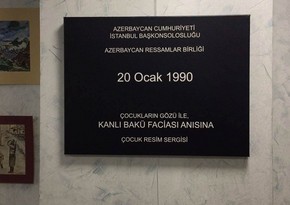 AZERBAYCAN CUMHURİYETİ
İSTANBUL BAŞKONSOLOSLUĞU
AZERBAYCAN RESSAMLAR BİRLİĞİ
20 Ocak 1990
ÇOCUKLARIN GÖZÜ İLE,
KANLI BAKÜ FACİASI ANISINA
ÇOCUK RESİM SERGİSİ